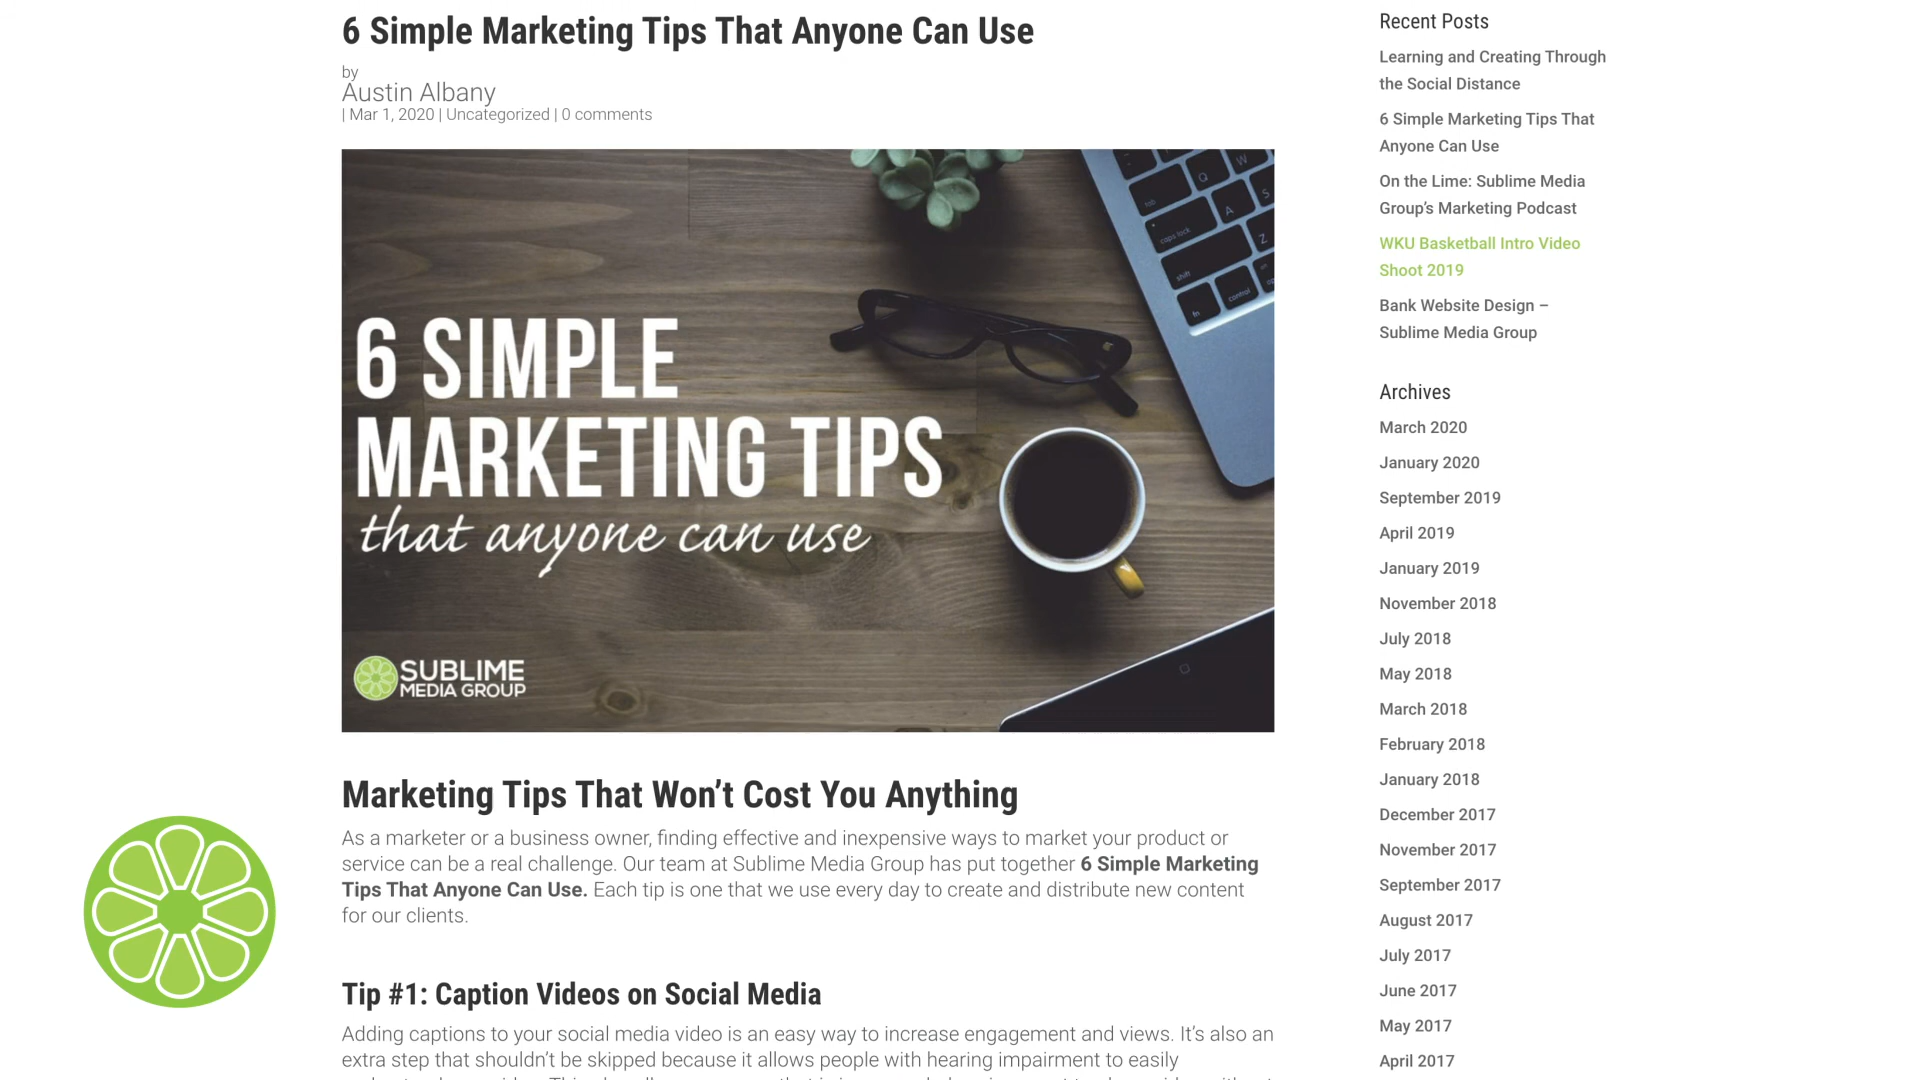 6 Simple Marketing Tips That Anyone Can Use
by
Austin Albany
| Mar 1, 2020 | Uncategorized | 0 comments
6 SIMPLE
MARKETING TIPS
that anyone can use
SUBLIME
MEDIA GROUP
tab
Q
W
caps lock
A
S
shift
Z
fn
control
Marketing Tips That Won’t Cost You Anything
As a marketer or a business owner, finding effective and inexpensive ways to market your product or
service can be a real challenge. Our team at Sublime Media Group has put together 6 Simple Marketing
Tips That Anyone Can Use. Each tip is one that we use every day to create and distribute new content
for our clients.
Tip #1: Caption Videos on Social Media
Adding captions to your social media video is an easy way to increase engagement and views. It’s also an
extra step that shouldn’t be skipped because it allows people with hearing impairment to easily
Recent Posts
Learning and Creating Through
the Social Distance
6 Simple Marketing Tips That
Anyone Can Use
On the Lime: Sublime Media
Group’s Marketing Podcast
WKU Basketball Intro Video
Shoot 2019
Bank Website Design –
Sublime Media Group
Archives
March 2020
January 2020
September 2019
April 2019
January 2019
November 2018
July 2018
May 2018
March 2018
February 2018
January 2018
December 2017
November 2017
September 2017
August 2017
July 2017
June 2017
May 2017
April 2017